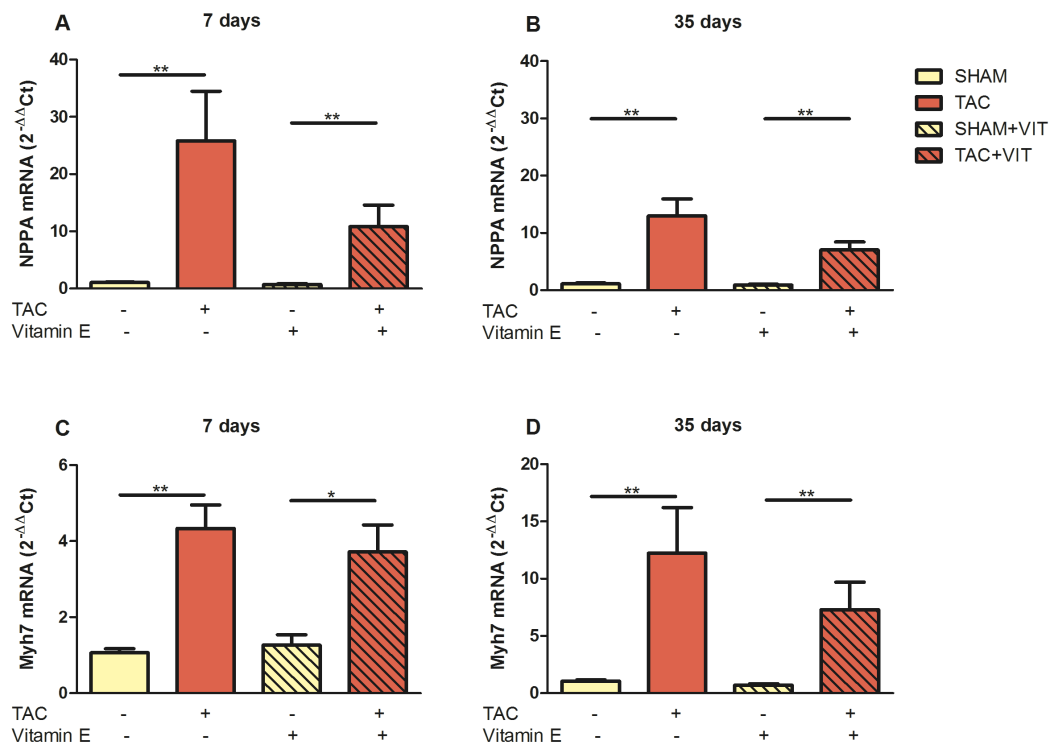 A 7 days
NPPA mRNA (2^-ΔΔCt)
40
30
20
10
0
**
**
TAC - + - +
Vitamin E - - + +
B 35 days
NPPA mRNA (2^-ΔΔCt)
40
30
20
10
0
**
**
TAC - + - +
Vitamin E - - + +
SHAM
TAC
SHAM+VIT
TAC+VIT
C 7 days
Myh7 mRNA (2^-ΔΔCt)
6
4
2
0
**
*
TAC - + - +
Vitamin E - - + +
D 35 days
Myh7 mRNA (2^-ΔΔCt)
20
15
10
5
0
**
**
TAC - + - +
Vitamin E - - + +